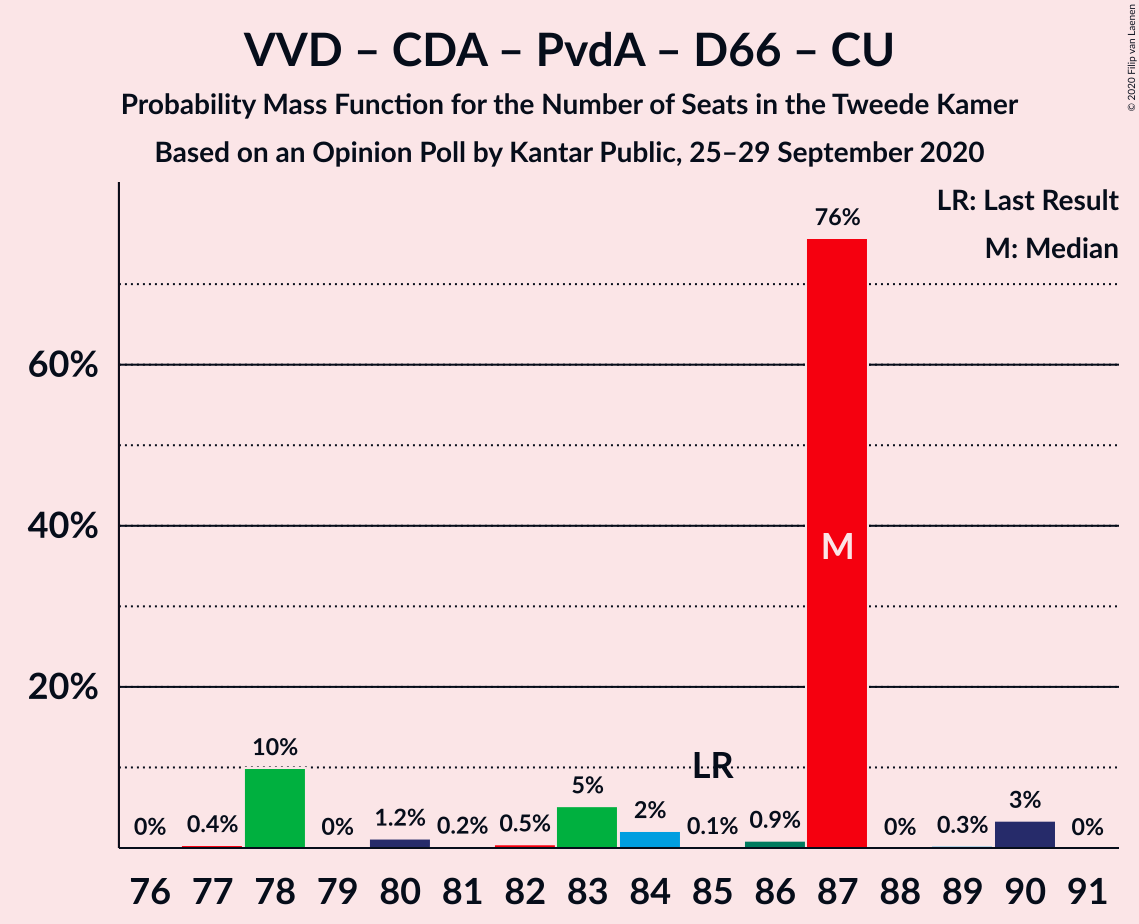 VVD – CDA – PvdA – D66 – CU
Probability Mass Function for the Number of Seats in the Tweede Kamer
Based on an Opinion Poll by Kantar Public, 25–29 September 2020
© 2020 Filip van Laenen
LR: Last Result
M: Median
60%
40%
20%
0%
0.4%
10%
0%
1.2%
0.2%
0.5%
5%
2%
0.1%
LR
0.9%
76%
M
0%
0.3%
3%
0%
76 77 78 79 80 81 82 83 84 85 86 87 88 89 90 91